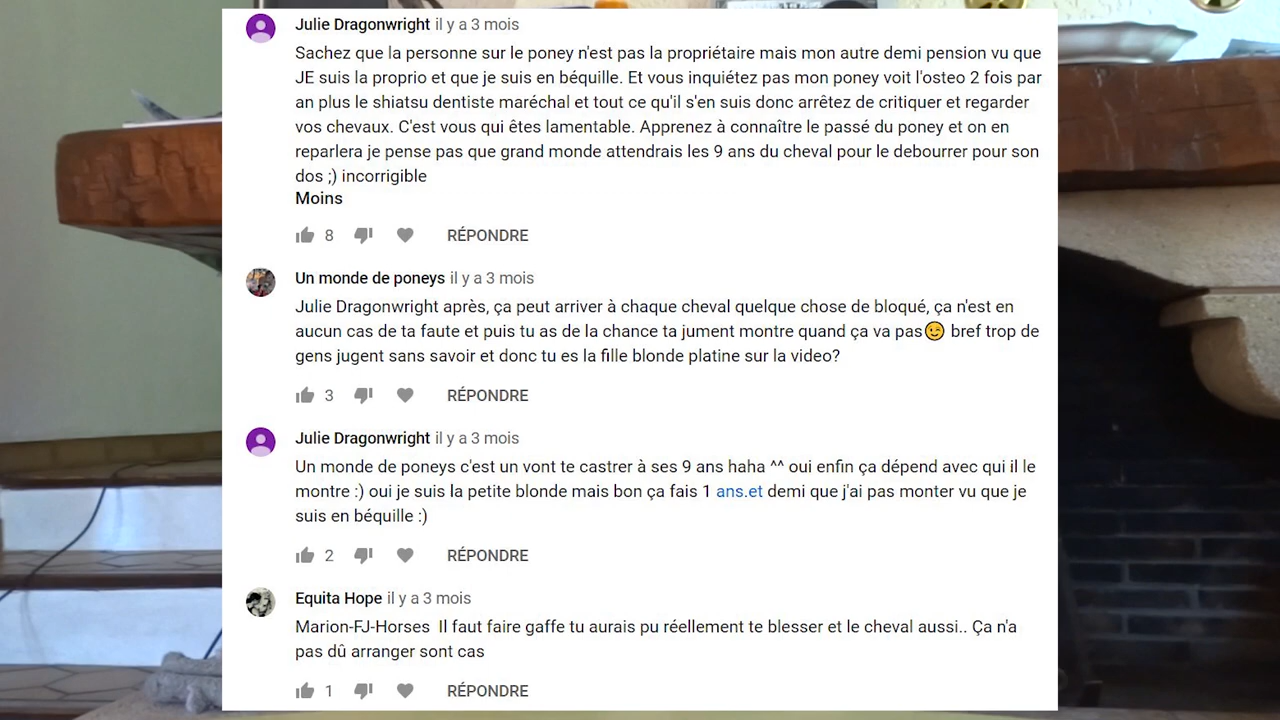 Julie Dragonwright il y a 3 mois
Sachez que la personne sur le poney n'est pas la propriétaire mais mon autre demi pension vu que
JE suis la proprio et que je suis en béquille. Et vous inquiétez pas mon poney voit l'osteo 2 fois par
an plus le shiatsu dentiste maréchal et tout ce qu'il s'en suis donc arrêtez de critiquer et regarder
vos chevaux. C'est vous qui êtes lamentable. Apprenez à connaître le passé du poney et on en
reparlera je pense pas que grand monde attendrais les 9 ans du cheval pour le debourrer pour son
dos ;) incorrigible
Moins
8 RÉPONDRE
Un monde de poneys il y a 3 mois
Julie Dragonwright après, ça peut arriver à chaque cheval quelque chose de bloqué, ça n'est en
aucun cas de ta faute et puis tu as de la chance ta jument montre quand ça va pas😉 bref trop de
gens jugent sans savoir et donc tu es la fille blonde platine sur la video?
3 RÉPONDRE
Julie Dragonwright il y a 3 mois
Un monde de poneys c'est un vont te castrer à ses 9 ans haha ^^ oui enfin ça dépend avec qui il le
montre :) oui je suis la petite blonde mais bon ça fais 1 ans.et demi que j'ai pas monter vu que je
suis en béquille :)
2 RÉPONDRE
Equita Hope il y a 3 mois
Marion-FJ-Horses Il faut faire gaffe tu aurais pu réellement te blesser et le cheval aussi.. Ça n'a
pas dû arranger sont cas
1 RÉPONDRE